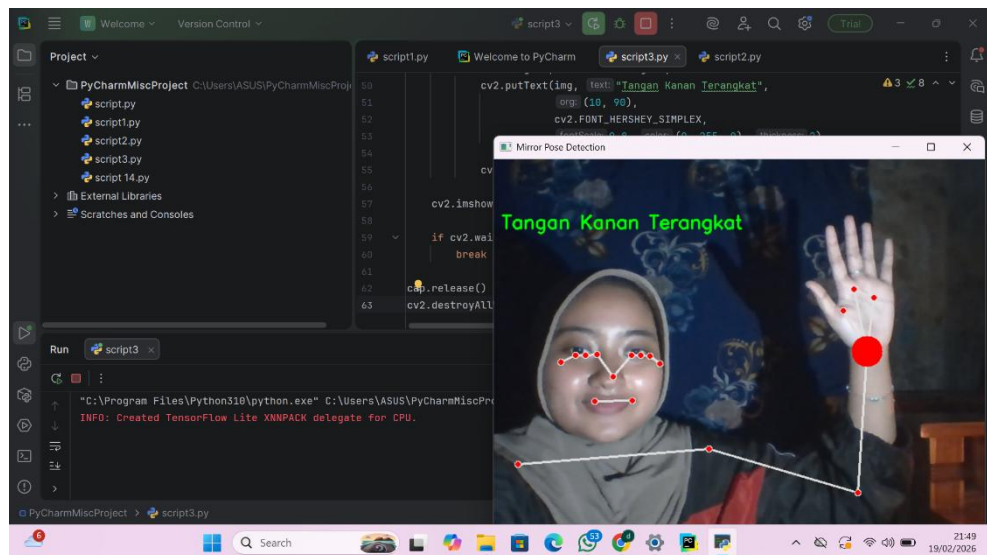 Welcome
Version Control
script3
Trial
Project
script1.py
Welcome to PyCharm
script3.py
script2.py
PyCharmMiscProject C:\Users\ASUS\PyCharmMiscProj
script.py
script1.py
script2.py
script3.py
script 14.py
External Libraries
Scratches and Consoles
50 cv2.putText(img, text: "Tangan Kanan Terangkat",
3 8
51 org: (10, 90),
52 cv2.FONT_HERSHEY_SIMPLEX,
53
54
55 cv
56
57 cv2.imshow
58
59 if cv2.wai
60 break
61
62 cap.release()
63 cv2.destroyAll
Mirror Pose Detection
Tangan Kanan Terangkat
Run script3
"C:\Program Files\Python310\python.exe" C:\Users\ASUS\PyCharmMiscPro
INFO: Created TensorFlow Lite XNNPACK delegate for CPU.
PyCharmMiscProject > script3.py
6
Search
53
21:49
19/02/2026